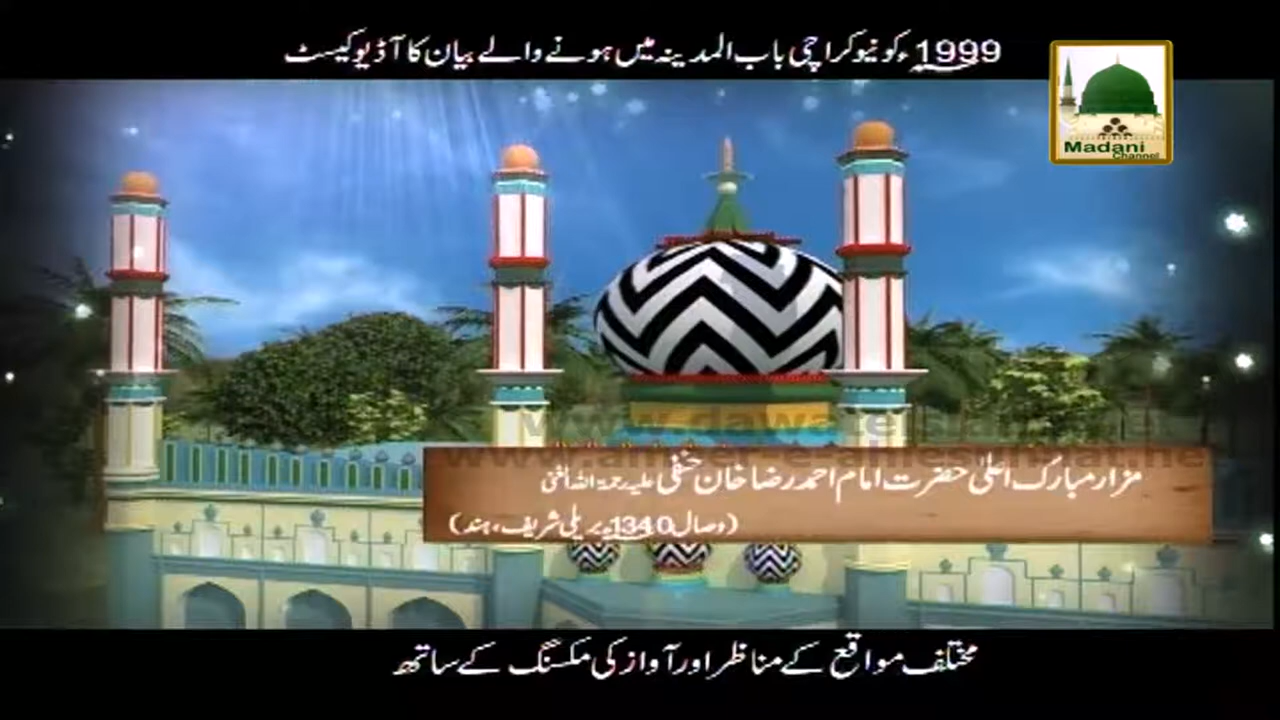 1999ء کو نیو کراچی باب المدینہ میں ہونے والے بیان کا آڈیو کیسٹ
Madani
Channel
مزار مبارک اعلیٰ حضرت امام احمد رضا خان حنفی علیہ رحمۃ اللہ الغنی
(وصال 1340ھ بریلی شریف، ہند)
مختلف مواقع کے مناظر اور آواز کی مکسنگ کے ساتھ